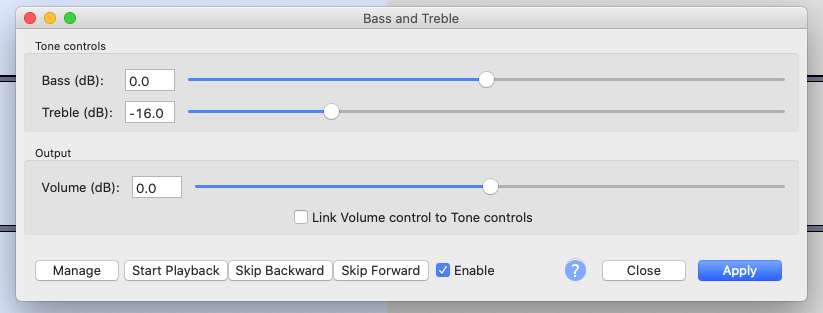 Bass and Treble
Tone controls
Bass (dB): 0.0
Treble (dB): -16.0
Output
Volume (dB): 0.0
Link Volume control to Tone controls
Manage Start Playback Skip Backward Skip Forward Enable ? Close Apply